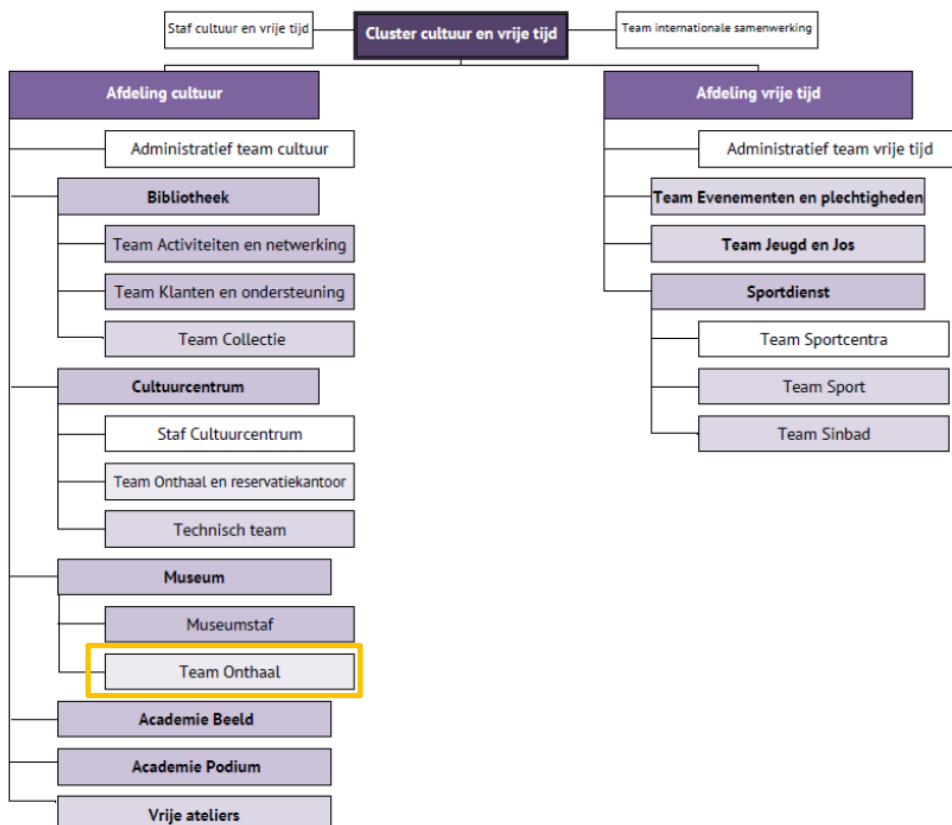 Staf cultuur en vrije tijd
Cluster cultuur en vrije tijd
Team internationale samenwerking
Afdeling cultuur
Administratief team cultuur
Bibliotheek
Team Activiteiten en netwerking
Team Klanten en ondersteuning
Team Collectie
Cultuurcentrum
Staf Cultuurcentrum
Team Onthaal en reservatiekantoor
Technisch team
Museum
Museumstaf
Team Onthaal
Academie Beeld
Academie Podium
Vrije ateliers
Afdeling vrije tijd
Administratief team vrije tijd
Team Evenementen en plechtigheden
Team Jeugd en Jos
Sportdienst
Team Sportcentra
Team Sport
Team Sinbad